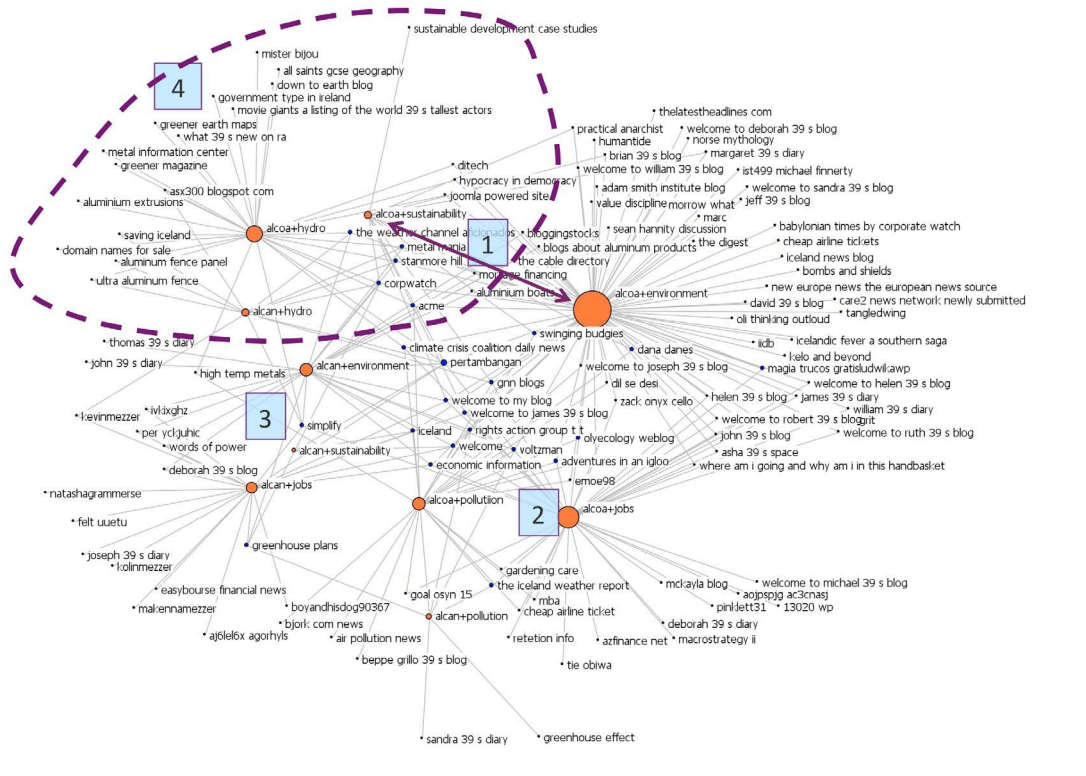 sustainable development case studies
mister bijou
4
all saints gcse geography
down to earth blog
government type in ireland
movie giants a listing of the world 39 s tallest actors
thelatestheadlines com
greener earth maps
practical anarchist
welcome to deborah 39 s blog
what 39 s new on ra
humantide
norse mythology
metal information center
brian 39 s blog
margaret 39 s diary
greener magazine
ditech
welcome to william 39 s blog
ist499 michael finnerty
hypocracy in democracy
asx300 blogspot com
adam smith institute blog
welcome to sandra 39 s blog
joomla powered site
aluminium extrusions
value discipline
morrow what
jeff 39 s blog
alcoa+sustainability
marc
saving iceland
alcoa+hydro
the weather channel aficionados
bloggingstocks
sean hannity discussion
babylonian times by corporate watch
1
domain names for sale
metal mania
blogs about aluminum products
the digest
cheap airline tickets
aluminum fence panel
stanmore hill
the cable directory
iceland news blog
bombs and shields
ultra aluminum fence
corpwatch
mortage financing
new europe news the european news source
aluminium boats
alcoa+environment
david 39 s blog
care2 news network newly submitted
alcan+hydro
acme
oli thinking outloud
tangledwing
swinging budgies
thomas 39 s diary
climate crisis coalition daily news
dana danes
iidb
icelandic fever a southern saga
john 39 s diary
alcan+environment
pertambangan
welcome to joseph 39 s blog
kelo and beyond
magia trucos gratisludwikawp
high temp metals
gnn blogs
dil se desi
welcome to helen 39 s blog
welcome to my blog
zack onyx cello
helen 39 s blog
james 39 s diary
kevinmezzer
ivkixghz
3
welcome to james 39 s blog
william 39 s diary
welcome to robert 39 s blog
grit
per yckjuhic
simplify
iceland
rights action group t t
olyecology weblog
john 39 s blog
welcome to ruth 39 s blog
words of power
alcan+sustainability
welcome
voltzman
asha 39 s space
deborah 39 s blog
economic information
adventures in an igloo
where am i going and why am i in this handbasket
alcan+jobs
emoe98
natashagrammerse
alcoa+pollutiion
2
alcoa+jobs
felt uuetu
greenhouse plans
joseph 39 s diary
kolinmezzer
gardening care
easybourse financial news
goal osyn 15
the iceland weather report
mckayla blog
welcome to michael 39 s blog
makennamezzer
boyandhisdog90367
mba
aojpspjg ac3cnasj
alcan+pollution
cheap airline ticket
pinklett31
13020 wp
bjork com news
deborah 39 s diary
aj6lel6x agorhyls
air pollution news
retetion info
azfinance net
macrostrategy ii
beppe grillo 39 s blog
tie obiwa
sandra 39 s diary
greenhouse effect